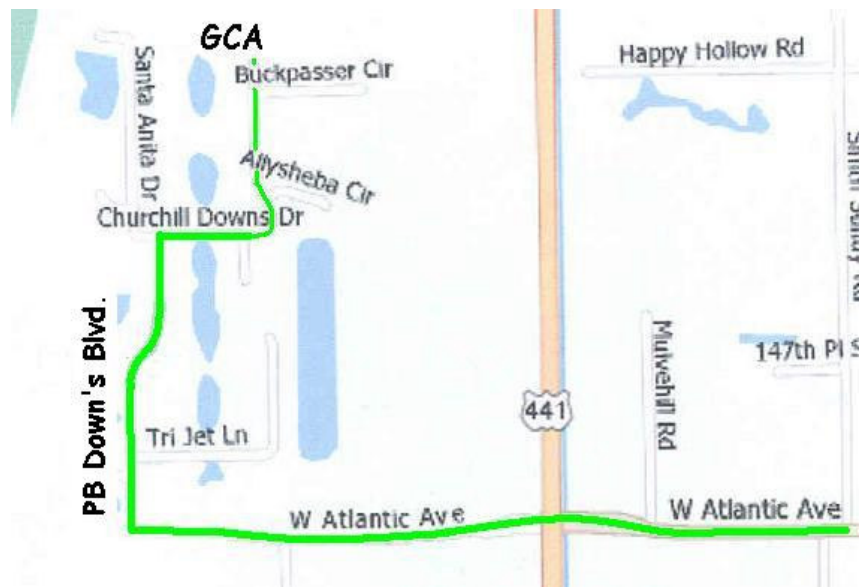 GCA
Buckpasser Cir
Happy Hollow Rd
Santa Anita Dr
Allysheba Cir
Churchill Downs Dr
PB Down's Blvd.
147th Pl S
Mulvehill Rd
441
Tri Jet Ln
W Atlantic Ave
W Atlantic Ave